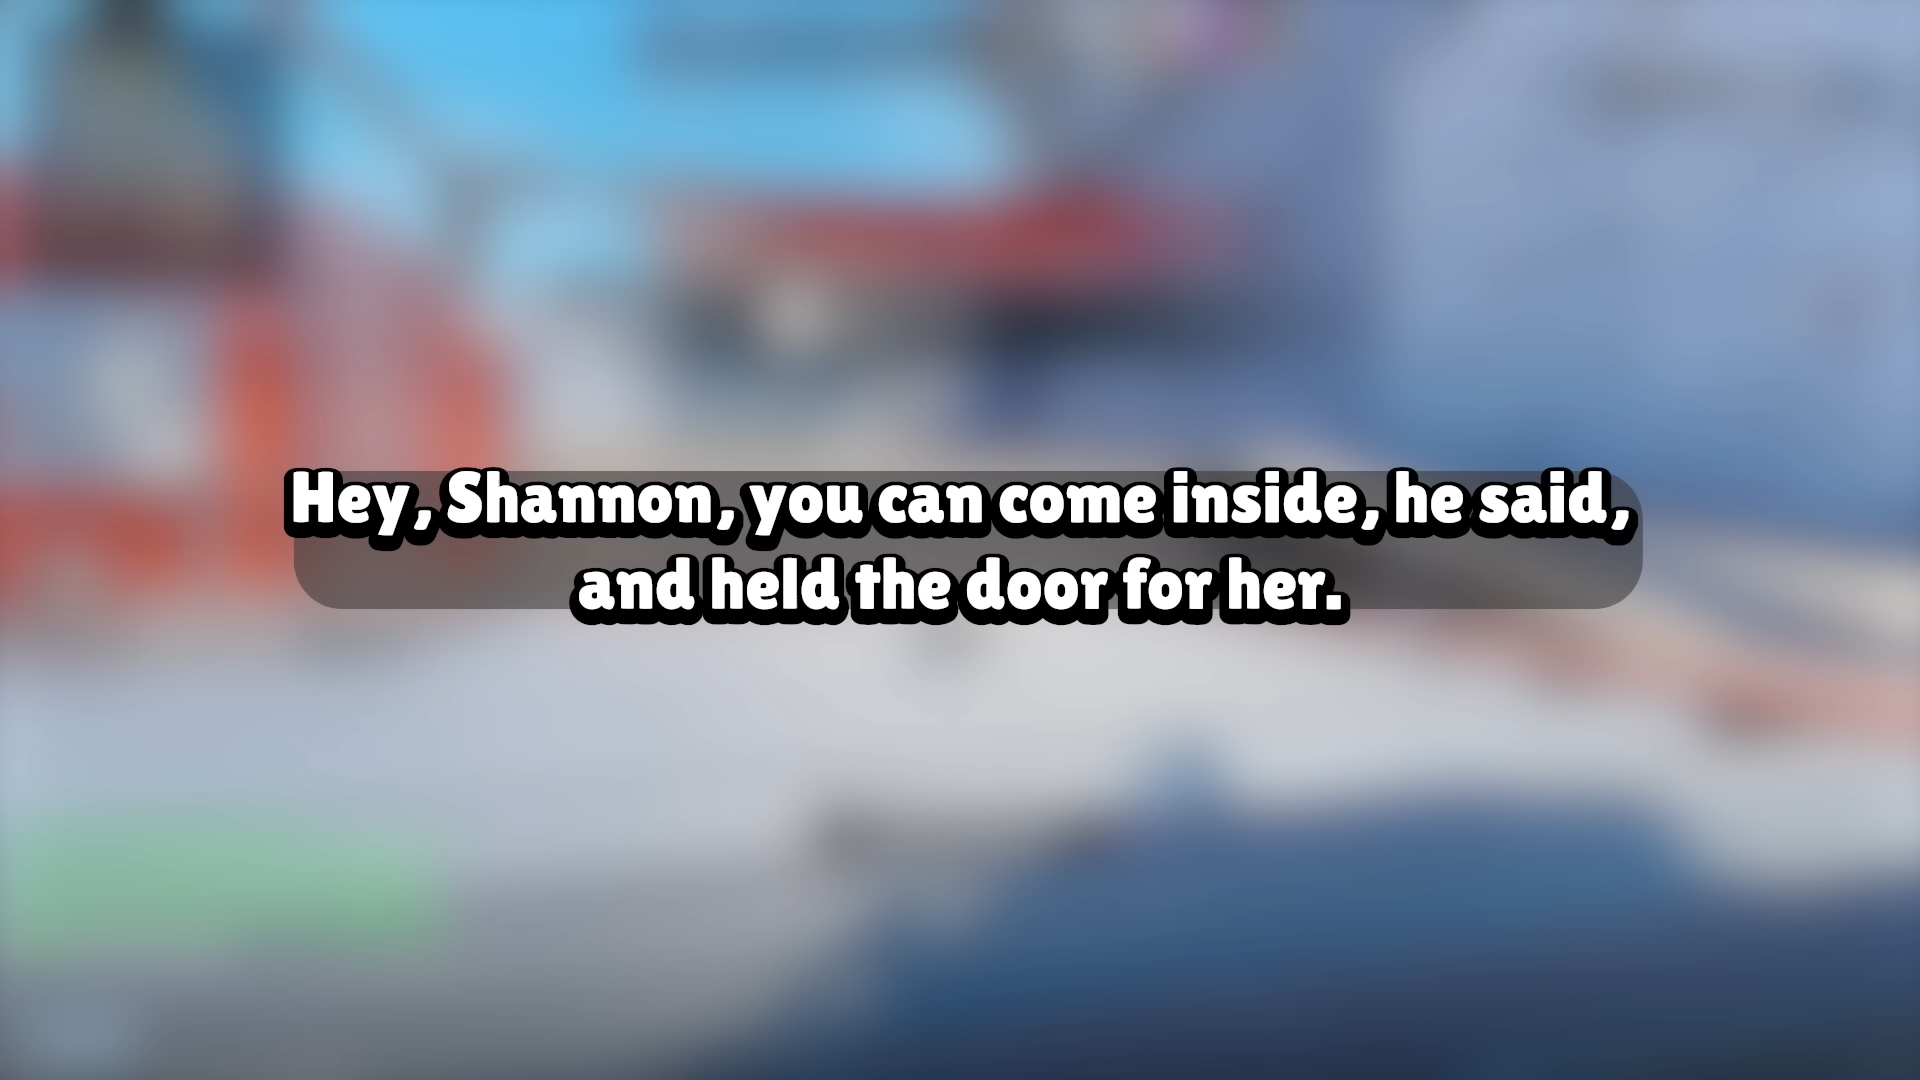 Hey, Shannon, you can come inside, he said,
and held the door for her.